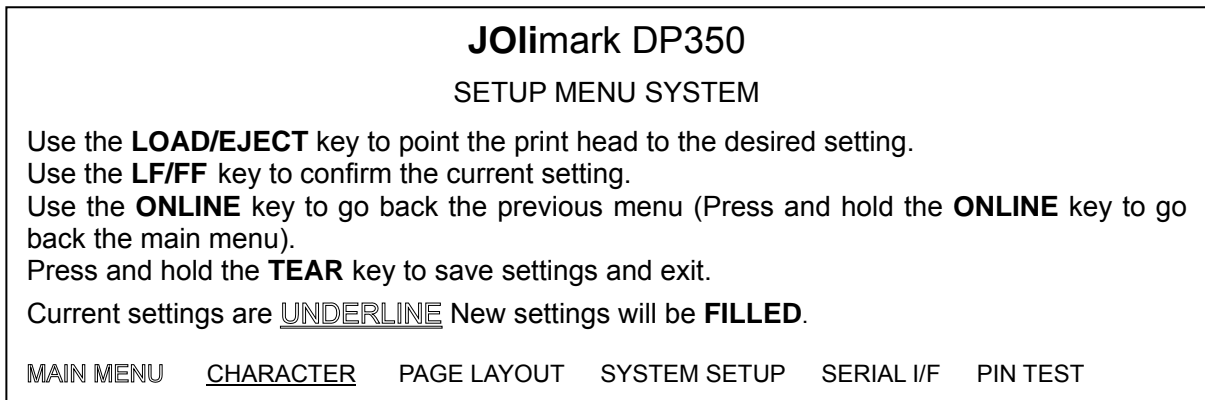 JOlimark DP350
SETUP MENU SYSTEM
Use the LOAD/EJECT key to point the print head to the desired setting.
Use the LF/FF key to confirm the current setting.
Use the ONLINE key to go back the previous menu (Press and hold the ONLINE key to go
back the main menu).
Press and hold the TEAR key to save settings and exit.
Current settings are UNDERLINE New settings will be FILLED.
MAIN MENU CHARACTER PAGE LAYOUT SYSTEM SETUP SERIAL I/F PIN TEST